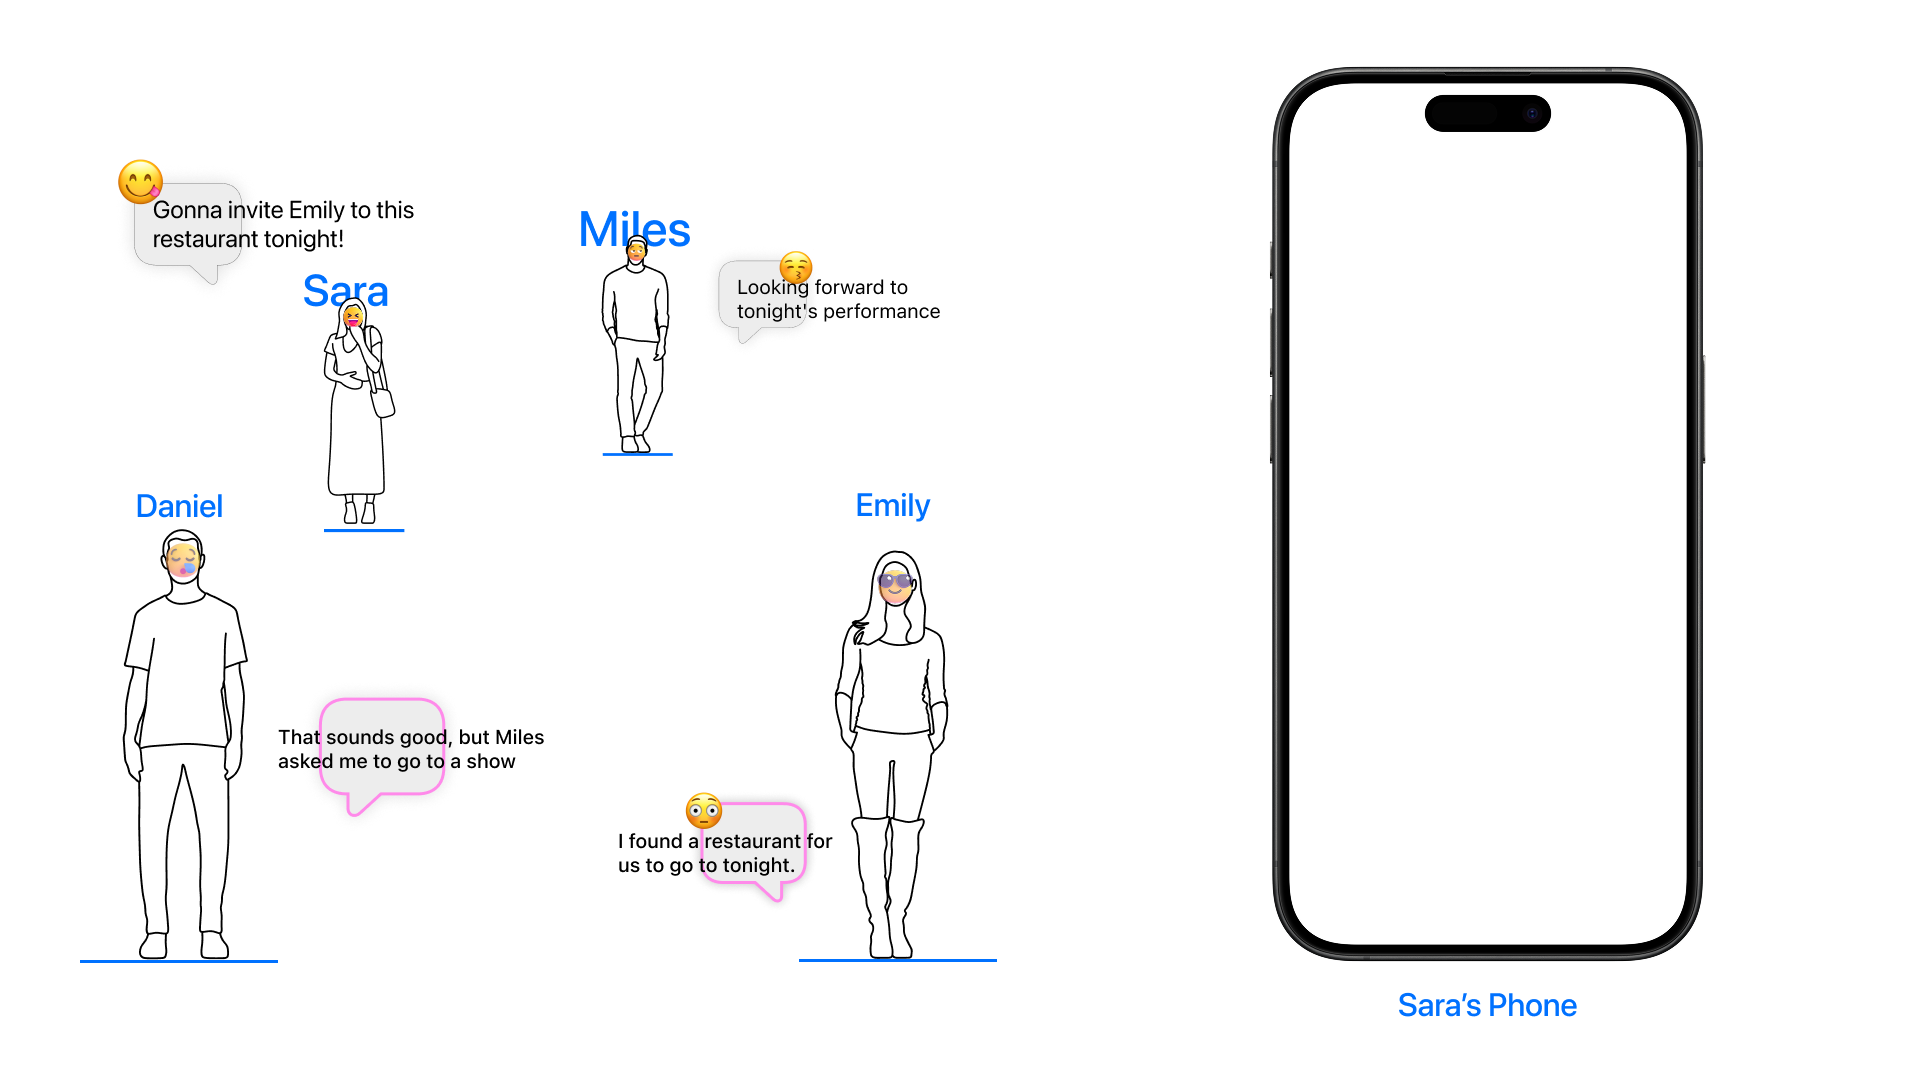 Gonna invite Emily to this
restaurant tonight!
Sara
Miles
Looking forward to
tonight's performance
Daniel
That sounds good, but Miles
asked me to go to a show
Emily
I found a restaurant for
us to go to tonight.
Sara’s Phone